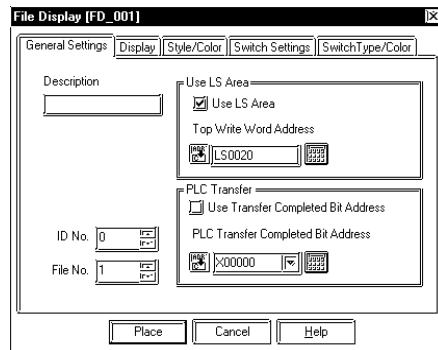 File Display [FD_001]
General Settings Display Style/Color Switch Settings SwitchType/Color
Description
Use LS Area
Use LS Area
Top Write Word Address
LS0020
PLC Transfer
Use Transfer Completed Bit Address
PLC Transfer Completed Bit Address
X00000
ID No. 0
File No. 1
Place Cancel Help